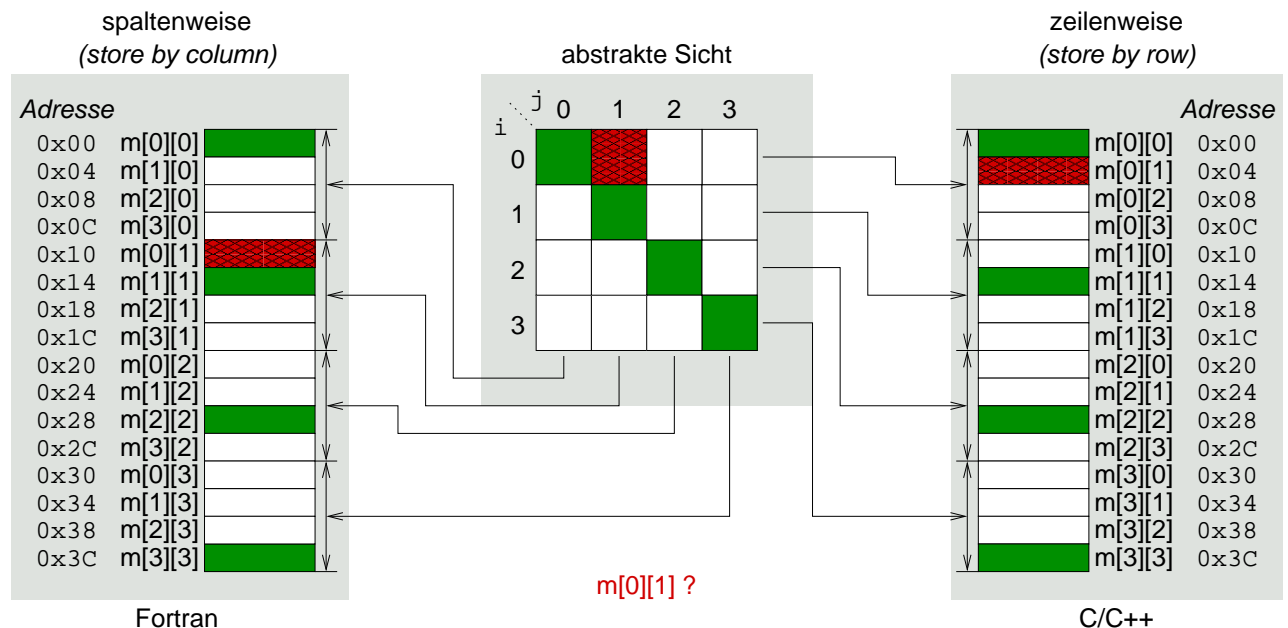 spaltenweise
(store by column)
Adresse
0x00 m[0][0]
0x04 m[1][0]
0x08 m[2][0]
0x0C m[3][0]
0x10 m[0][1]
0x14 m[1][1]
0x18 m[2][1]
0x1C m[3][1]
0x20 m[0][2]
0x24 m[1][2]
0x28 m[2][2]
0x2C m[3][2]
0x30 m[0][3]
0x34 m[1][3]
0x38 m[2][3]
0x3C m[3][3]
Fortran
abstrakte Sicht
j 0 1 2 3
i
0
1
2
3
m[0][1] ?
zeilenweise
(store by row)
Adresse
m[0][0] 0x00
m[0][1] 0x04
m[0][2] 0x08
m[0][3] 0x0C
m[1][0] 0x10
m[1][1] 0x14
m[1][2] 0x18
m[1][3] 0x1C
m[2][0] 0x20
m[2][1] 0x24
m[2][2] 0x28
m[2][3] 0x2C
m[3][0] 0x30
m[3][1] 0x34
m[3][2] 0x38
m[3][3] 0x3C
C/C++